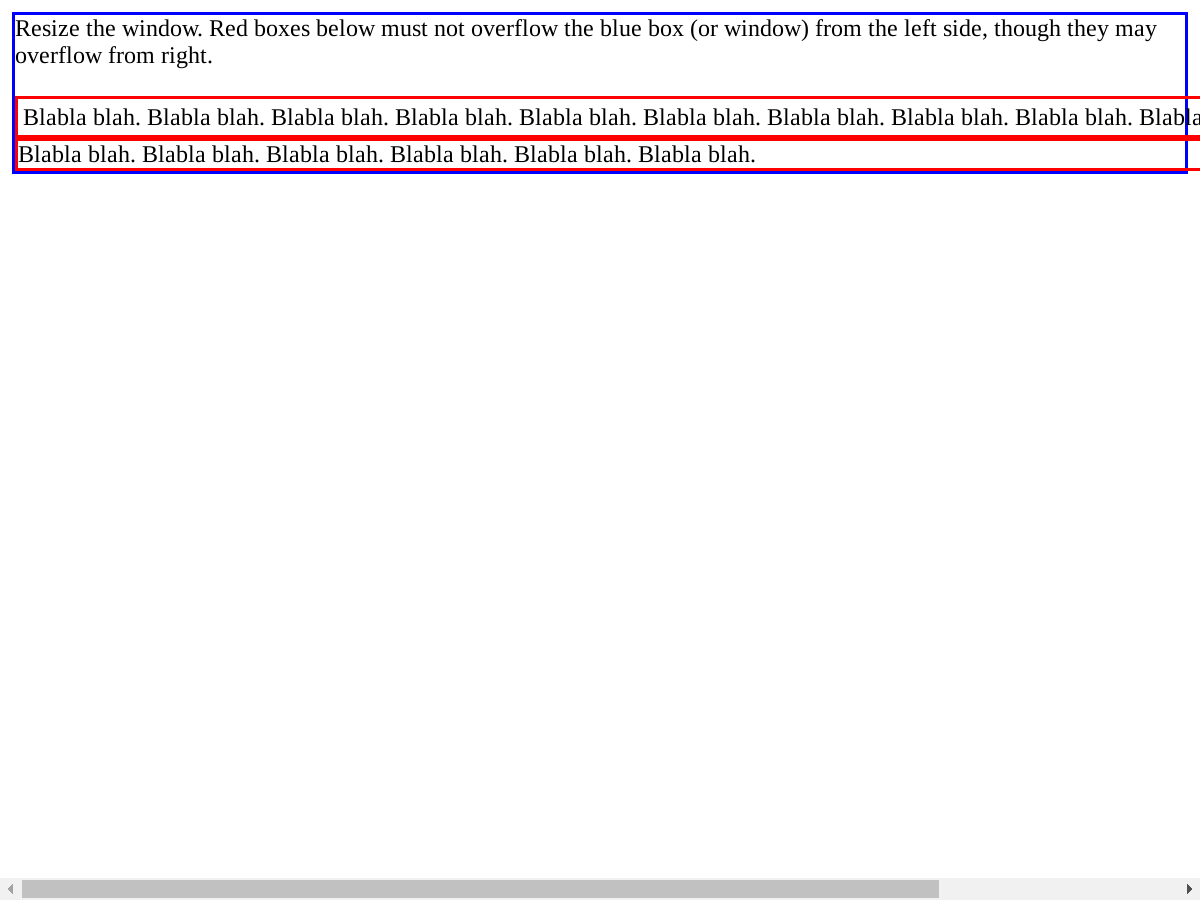 Resize the window. Red boxes below must not overflow the blue box (or window) from the left side, though they may
overflow from right.
Blabla blah. Blabla blah. Blabla blah. Blabla blah. Blabla blah. Blabla blah. Blabla blah. Blabla blah. Blabla blah. Blabla
Blabla blah. Blabla blah. Blabla blah. Blabla blah. Blabla blah. Blabla blah.